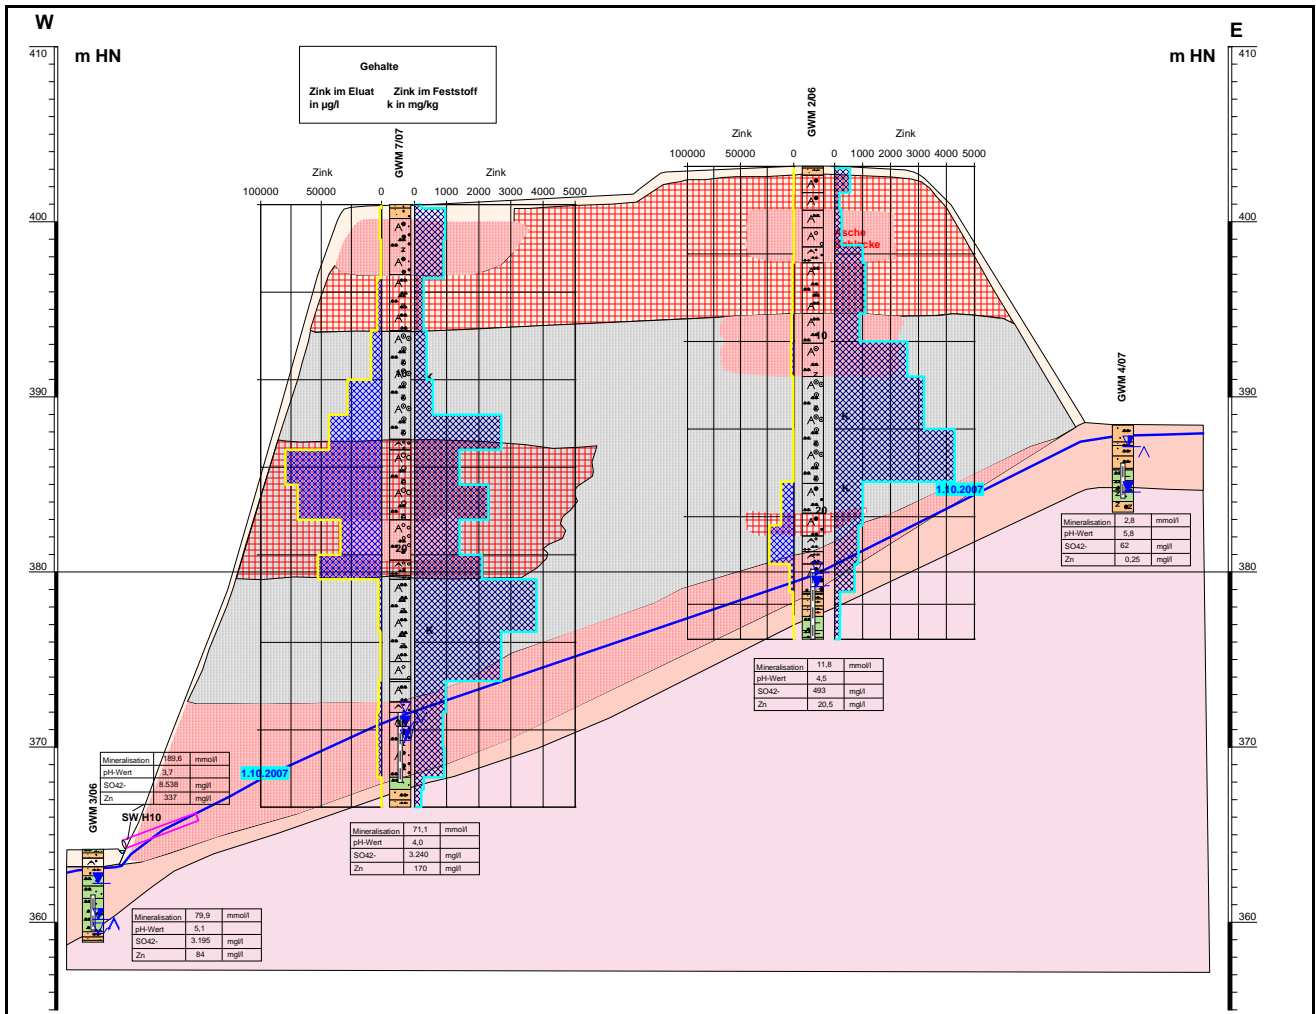 W
E
410
m HN
m HN
410
Gehalte
Zink im Eluat Zink im Feststoff
in µg/l k in mg/kg
GWM 7/07
GWM 2/06
Zink
Zink
100000 50000 0 0 1000 2000 3000 4000 5000
Zink
Zink
100000 50000 0 0 1000 2000 3000 4000 5000
400
400
10
390
390
GWM 4/07
K
K
20
20
1.10.2007
Mineralisation 2,8 mmol/l
pH-Wert 5,8
SO42- 62 mg/l
Zn 0,25 mg/l
380
380
K
Mineralisation 11,8 mmol/l
pH-Wert 4,5
SO42- 493 mg/l
Zn 20,5 mg/l
370
370
Mineralisation 189,6 mmol/l
pH-Wert 3,7
SO42- 8.538 mg/l
Zn 337 mg/l
1.10.2007
GWM 3/06
SW H10
Mineralisation 71,1 mmol/l
pH-Wert 4,0
SO42- 3.240 mg/l
Zn 170 mg/l
360
360
Mineralisation 79,9 mmol/l
pH-Wert 5,1
SO42- 3.195 mg/l
Zn 84 mg/l